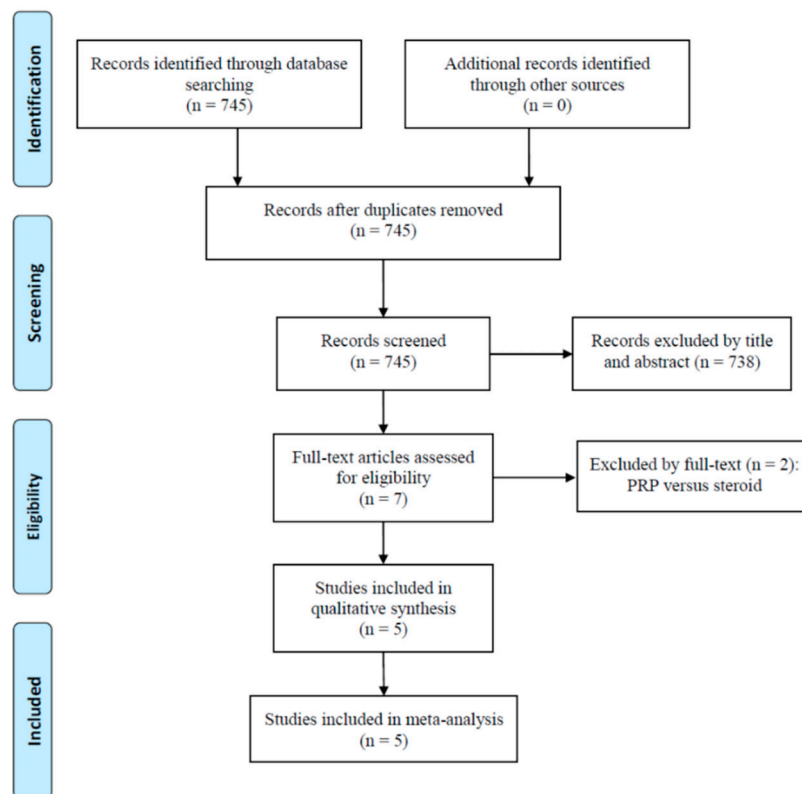 Identification
Records identified through database
searching
(n = 745)
Additional records identified
through other sources
(n = 0)
Records after duplicates removed
(n = 745)
Screening
Records screened
(n = 745)
Records excluded by title
and abstract (n = 738)
Eligibility
Full-text articles assessed
for eligibility
(n = 7)
Excluded by full-text (n = 2):
PRP versus steroid
Studies included in
qualitative synthesis
(n = 5)
Included
Studies included in meta-analysis
(n = 5)